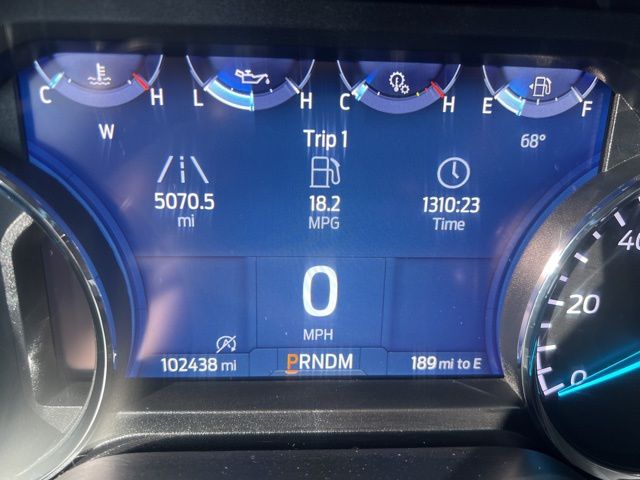 C H L H C H E F
W Trip 1 68°
5070.5 18.2 1310:23
mi MPG Time
40
20
0
0
MPH
102438 mi PRNDM 189 mi to E